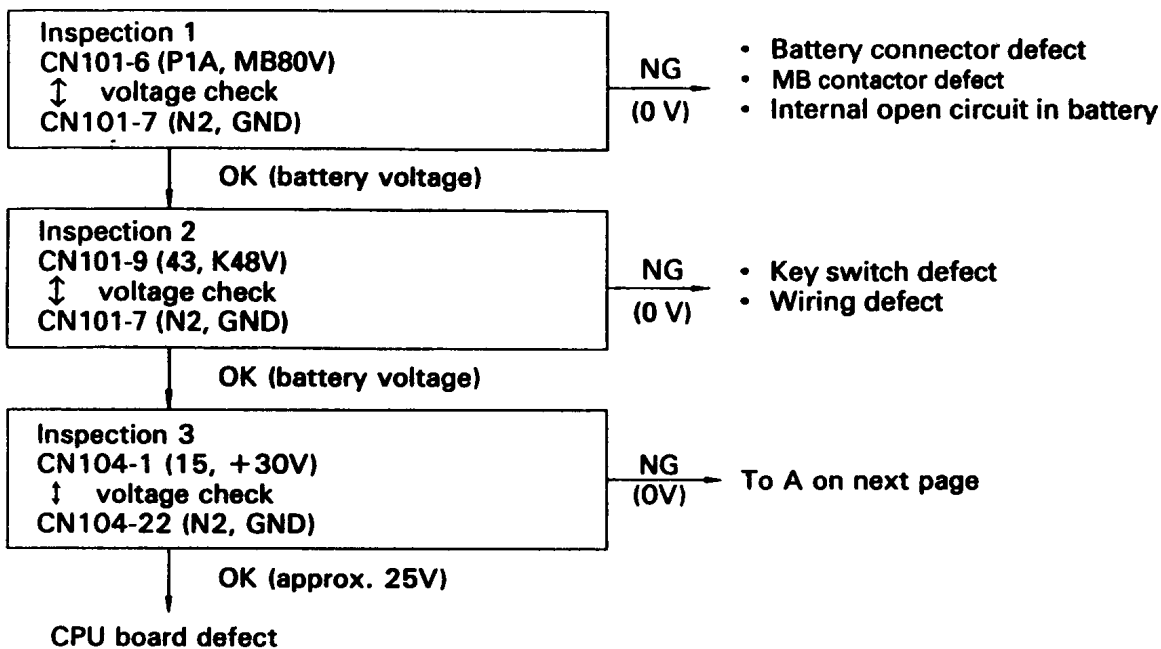 Inspection 1
CN101-6 (P1A, MB80V)
↕ voltage check
CN101-7 (N2, GND)
NG
(0 V)
• Battery connector defect
• MB contactor defect
• Internal open circuit in battery
OK (battery voltage)
Inspection 2
CN101-9 (43, K48V)
↕ voltage check
CN101-7 (N2, GND)
NG
(0 V)
• Key switch defect
• Wiring defect
OK (battery voltage)
Inspection 3
CN104-1 (15, +30V)
↕ voltage check
CN104-22 (N2, GND)
NG
(0V)
To A on next page
OK (approx. 25V)
CPU board defect